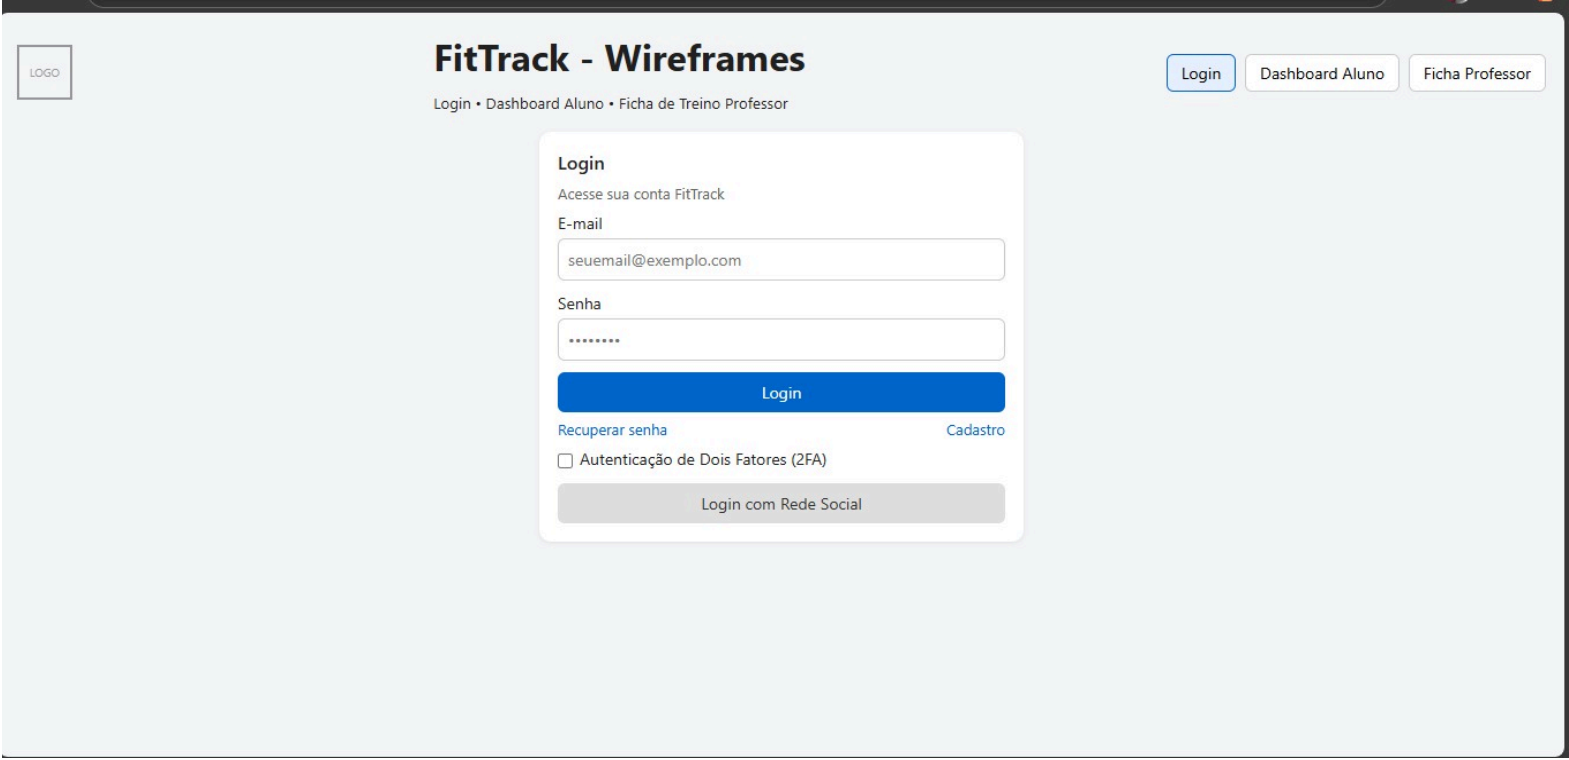 LOGO
FitTrack - Wireframes
Login • Dashboard Aluno • Ficha de Treino Professor
Login
Dashboard Aluno
Ficha Professor
Login
Acesse sua conta FitTrack
E-mail
seuemail@exemplo.com
Senha
••••••••
Login
Recuperar senha
Cadastro
Autenticação de Dois Fatores (2FA)
Login com Rede Social